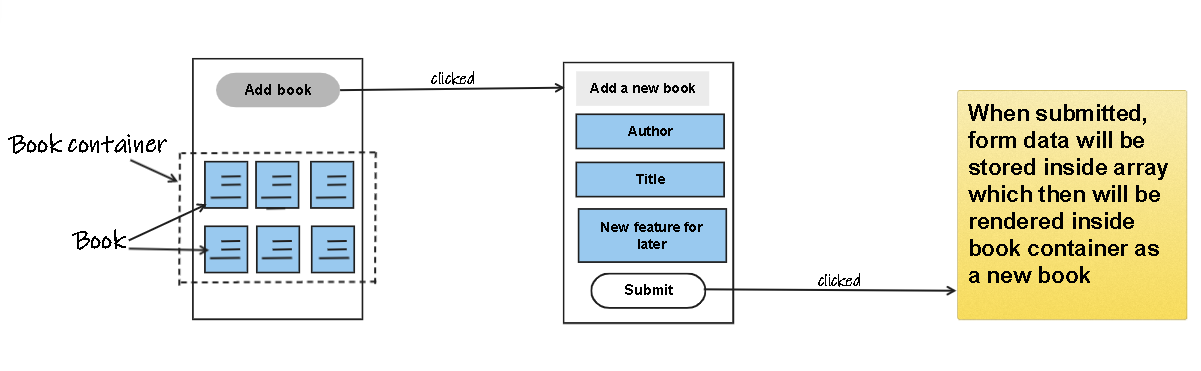 Add book
Book container
Book
clicked
Add a new book
Author
Title
New feature for
later
Submit
clicked
When submitted,
form data will be
stored inside array
which then will be
rendered inside
book container as
a new book